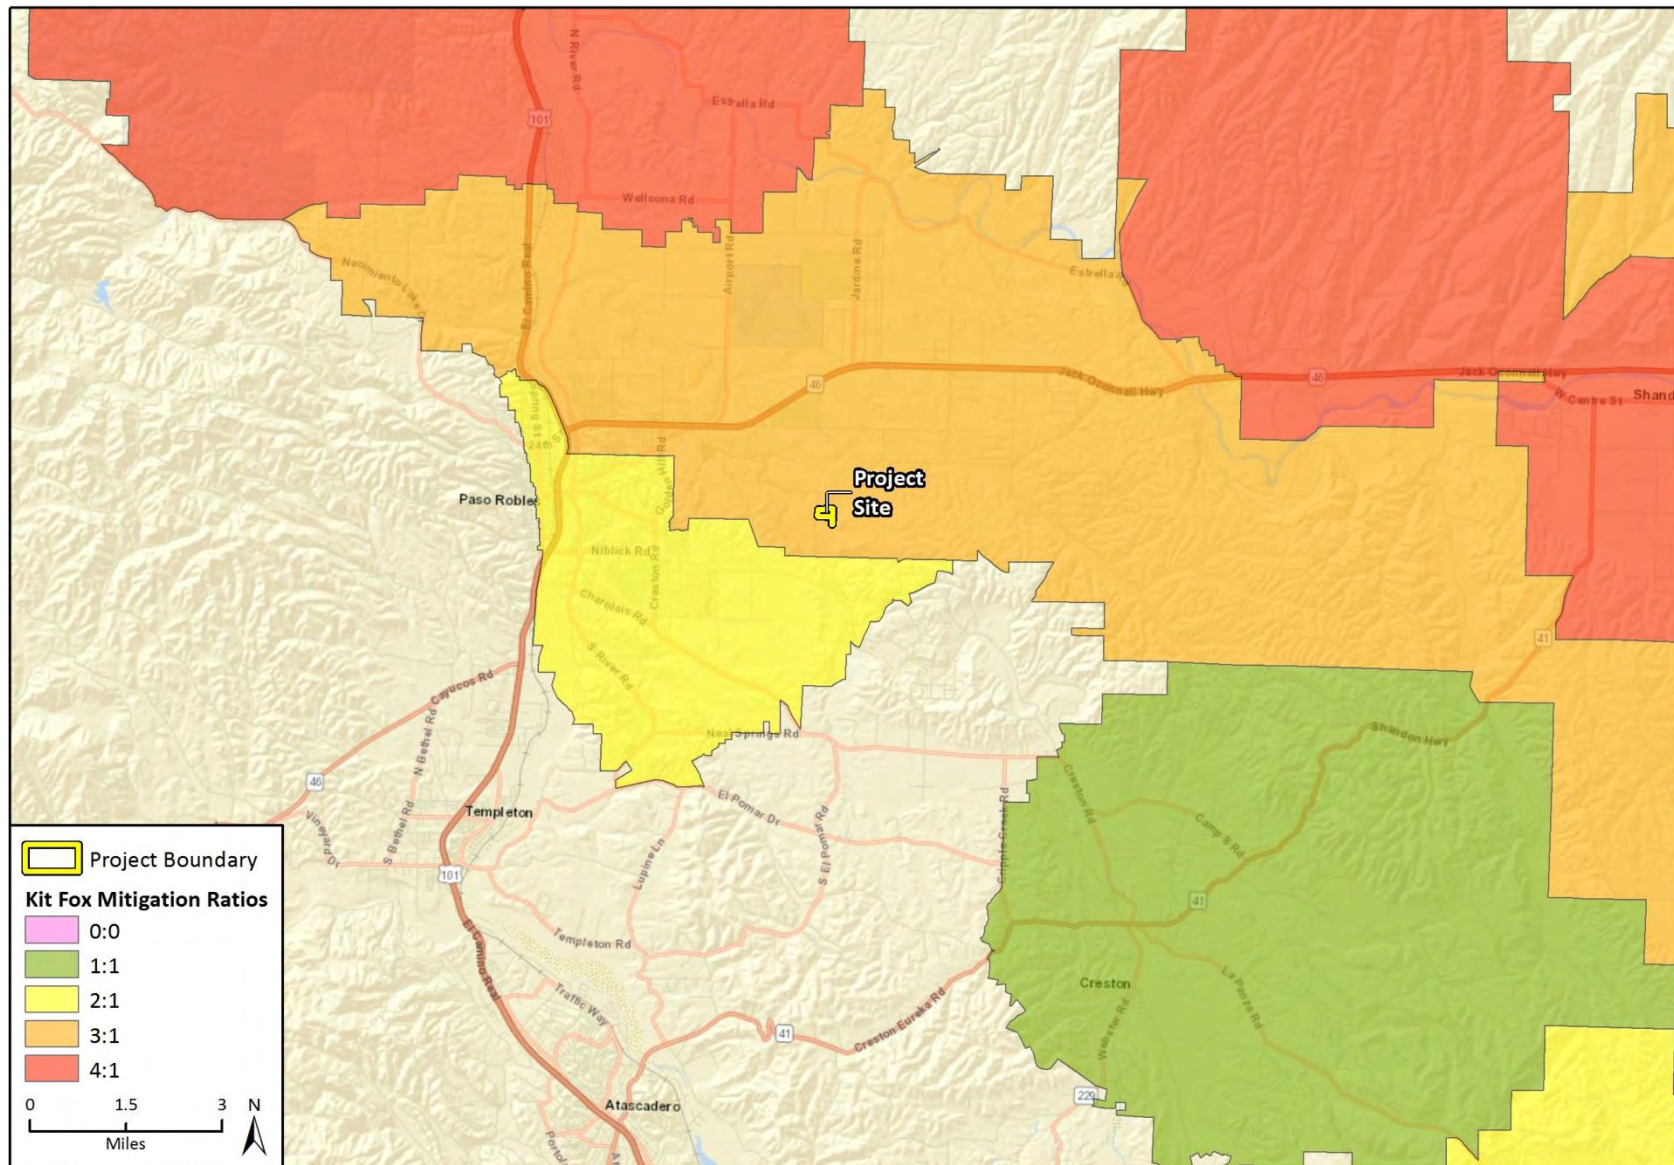 N River Rd
Estrella Rd
101
Wellsona Rd
Nacimiento Lake
El Camino Real
Airport Rd
Jardine Rd
Estrella
46
Jack Oconnell Hwy
46
Jack Oconnell Hwy
W Centre St
Shand
24th
Golden Hill Rd
Project
Site
Paso Robles
Niblick Rd
Creston Rd
Charolais Rd
S River Rd
41
Cayucos Rd
N Bethel Rd
Neal Springs Rd
Shandon Hwy
46
El Pomar Dr
Creston Rd
Camp 8 Rd
Cripple Creek Rd
Templeton
S El Pomar Rd
Vineyard Dr
S Bethel Rd
Lupine Ln
101
41
El Camino Real
Templeton Rd
Traffic Way
Creston
La Panza Rd
Webster Rd
41
Creston Eureka Rd
229
Atascadero
Project Boundary
Kit Fox Mitigation Ratios
0:0
1:1
2:1
3:1
4:1
0 1.5 3
Miles
N